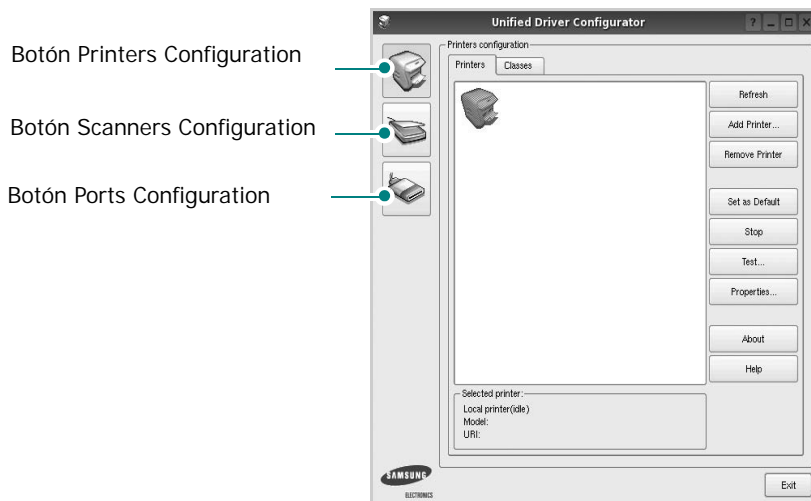 Unified Driver Configurator
Botón Printers Configuration
Botón Scanners Configuration
Botón Ports Configuration
Printers configuration
Printers
Classes
Refresh
Add Printer...
Remove Printer
Set as Default
Stop
Test...
Properties...
About
Help
Selected printer:
Local printer(idle)
Model:
URI:
SAMSUNG
ELECTRONICS
Exit